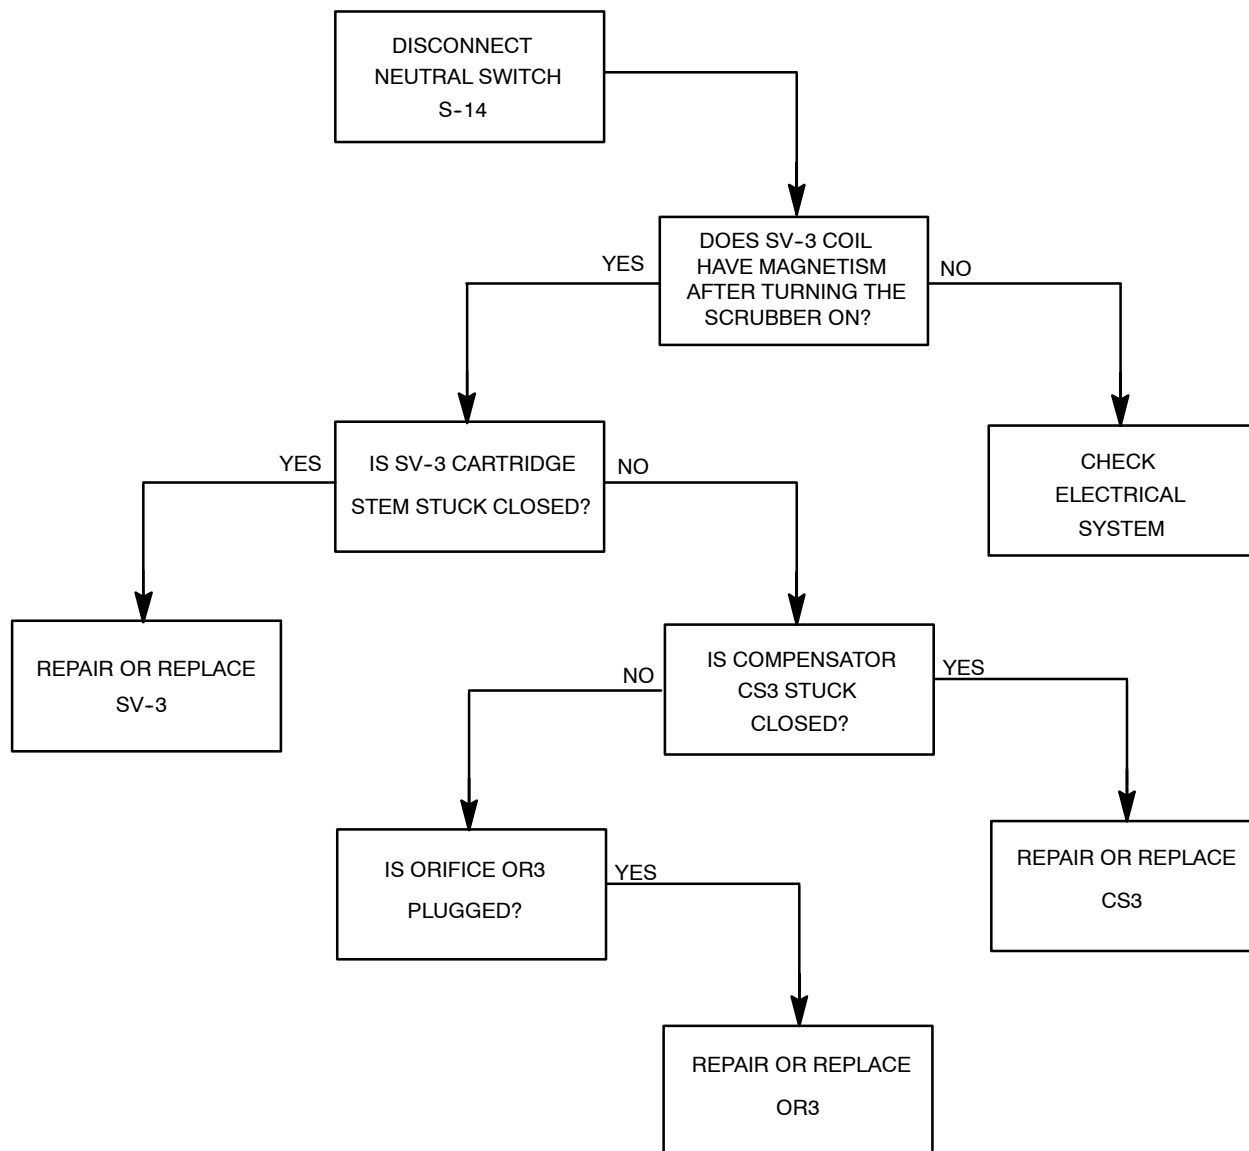 DISCONNECT
NEUTRAL SWITCH
S-14
DOES SV-3 COIL
HAVE MAGNETISM
AFTER TURNING THE
SCRUBBER ON?
YES
NO
IS SV-3 CARTRIDGE
STEM STUCK CLOSED?
YES
NO
CHECK
ELECTRICAL
SYSTEM
REPAIR OR REPLACE
SV-3
IS COMPENSATOR
CS3 STUCK
CLOSED?
NO
YES
IS ORIFICE OR3
PLUGGED?
YES
REPAIR OR REPLACE
CS3
REPAIR OR REPLACE
OR3